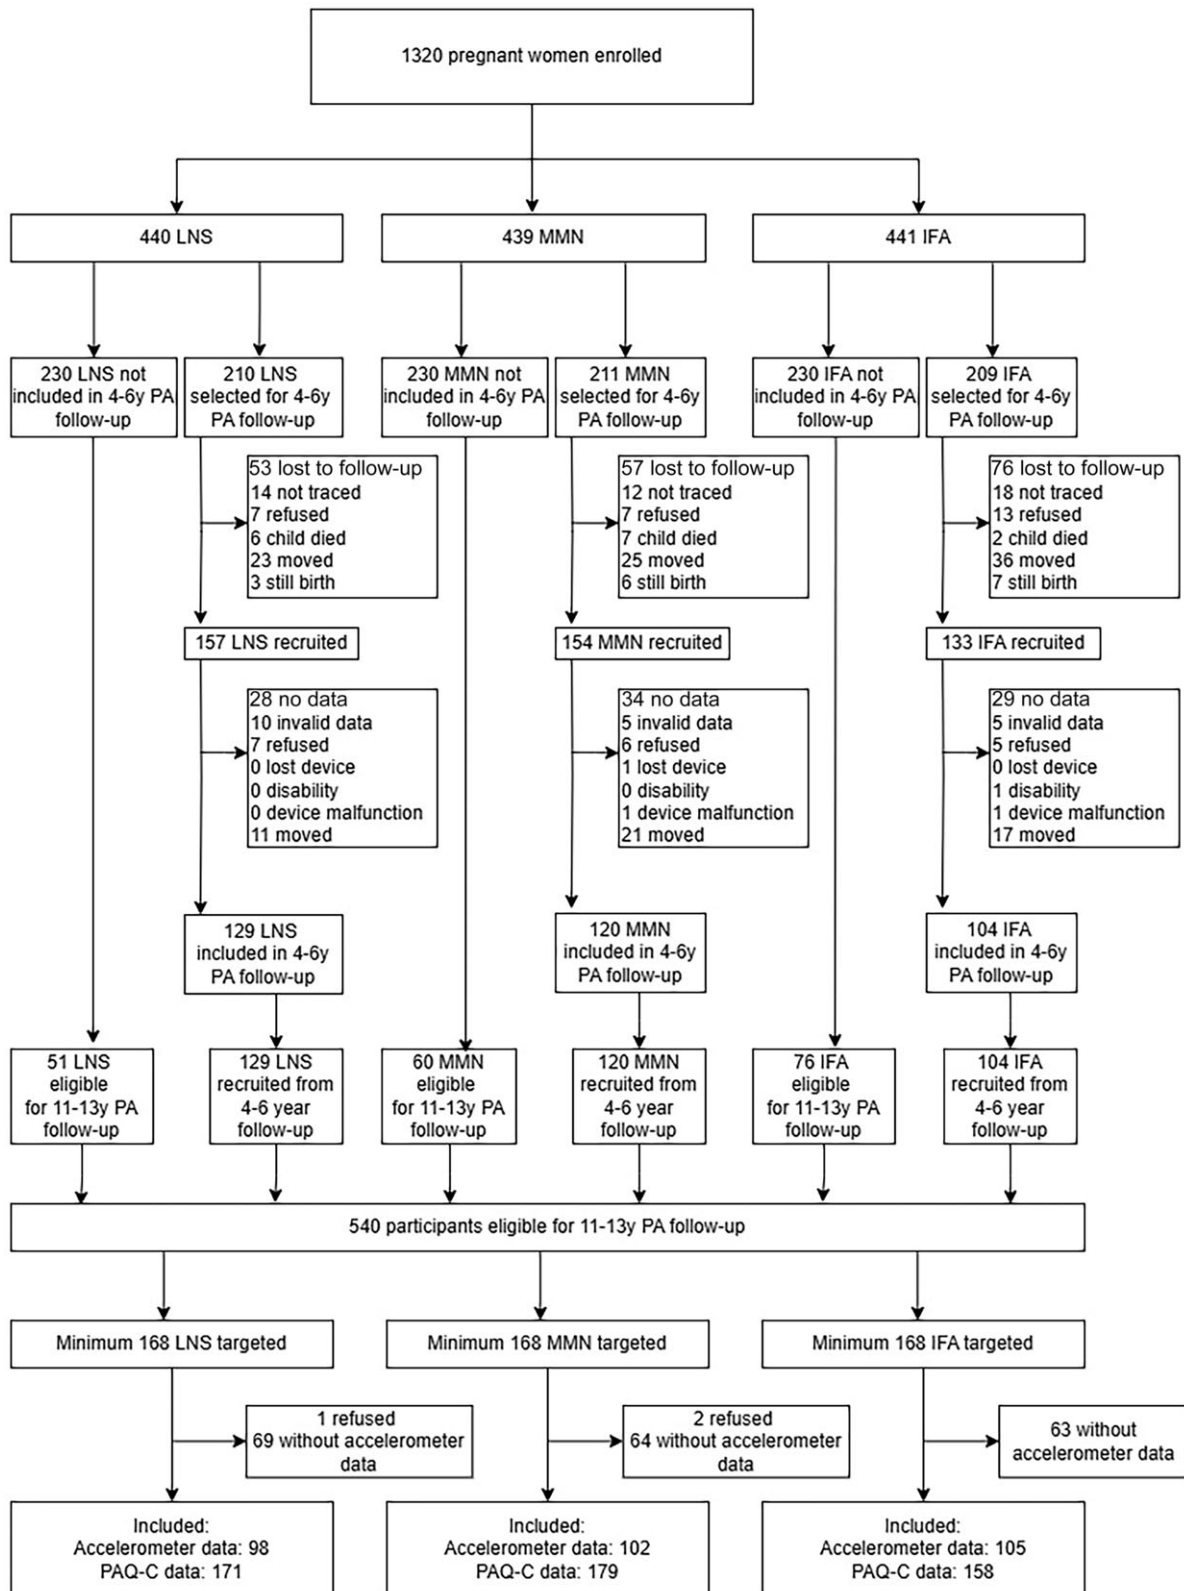 1320 pregnant women enrolled
440 LNS
439 MMN
441 IFA
230 LNS not
included in 4-6y PA
follow-up
210 LNS
selected for 4-6y
PA follow-up
230 MMN not
included in 4-6y PA
follow-up
211 MMN
selected for 4-6y
PA follow-up
230 IFA not
included in 4-6y PA
follow-up
209 IFA
selected for 4-6y
PA follow-up
53 lost to follow-up
14 not traced
7 refused
6 child died
23 moved
3 still birth
57 lost to follow-up
12 not traced
7 refused
7 child died
25 moved
6 still birth
76 lost to follow-up
18 not traced
13 refused
2 child died
36 moved
7 still birth
157 LNS recruited
154 MMN recruited
133 IFA recruited
28 no data
10 invalid data
7 refused
0 lost device
0 disability
0 device malfunction
11 moved
34 no data
5 invalid data
6 refused
1 lost device
0 disability
1 device malfunction
21 moved
29 no data
5 invalid data
5 refused
0 lost device
1 disability
1 device malfunction
17 moved
129 LNS
included in 4-6y
PA follow-up
120 MMN
included in 4-6y
PA follow-up
104 IFA
included in 4-6y
PA follow-up
51 LNS
eligible
for 11-13y PA
follow-up
129 LNS
recruited from
4-6 year
follow-up
60 MMN
eligible
for 11-13y PA
follow-up
120 MMN
recruited from
4-6 year
follow-up
76 IFA
eligible
for 11-13y PA
follow-up
104 IFA
recruited from
4-6 year
follow-up
540 participants eligible for 11-13y PA follow-up
Minimum 168 LNS targeted
Minimum 168 MMN targeted
Minimum 168 IFA targeted
1 refused
69 without accelerometer
data
2 refused
64 without accelerometer
data
63 without
accelerometer data
Included:
Accelerometer data: 98
PAQ-C data: 171
Included:
Accelerometer data: 102
PAQ-C data: 179
Included:
Accelerometer data: 105
PAQ-C data: 158